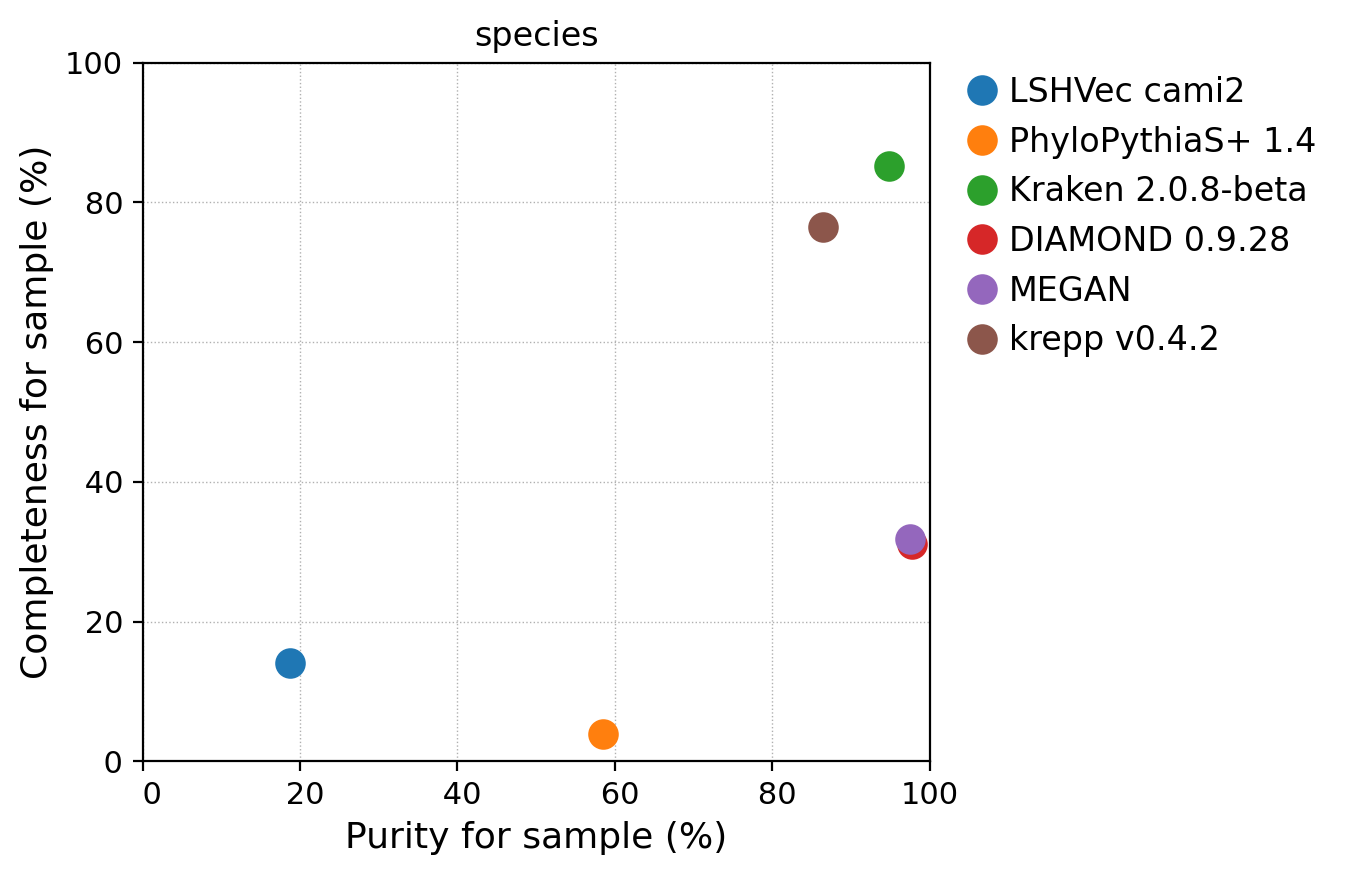 species
100
80
60
40
20
0
Completeness for sample (%)
0 20 40 60 80 100
Purity for sample (%)
LSHVec cami2
PhyloPythiaS+ 1.4
Kraken 2.0.8-beta
DIAMOND 0.9.28
MEGAN
krepp v0.4.2